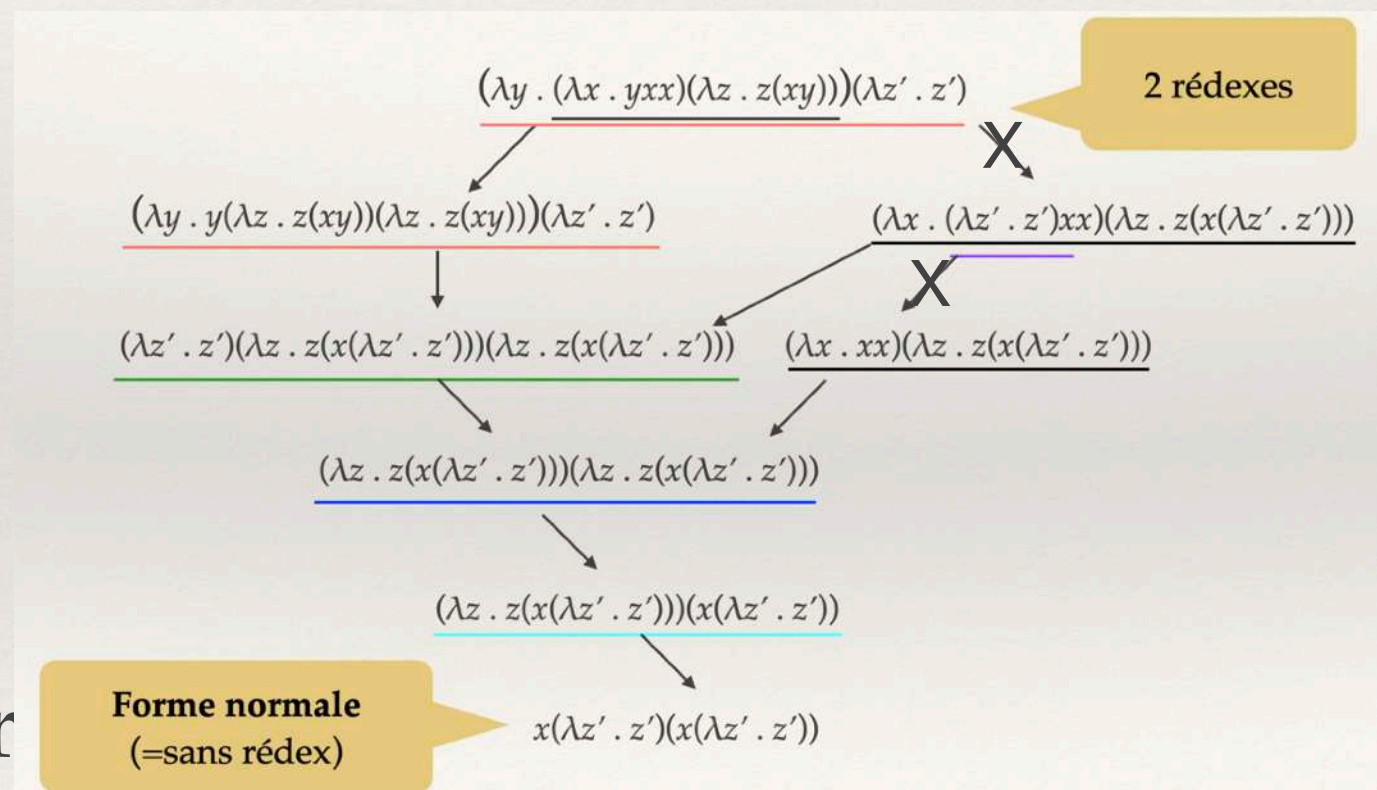 (λy . (λx . yxx)(λz . z(xy)))(λz′ . z′)
2 rédexes
X
(λy . y(λz . z(xy))(λz . z(xy)))(λz′ . z′)
(λx . (λz′ . z′)xx)(λz . z(x(λz′ . z′)))
X
(λz′ . z′)(λz . z(x(λz′ . z′)))(λz . z(x(λz′ . z′)))
(λx . xx)(λz . z(x(λz′ . z′)))
(λz . z(x(λz′ . z′)))(λz . z(x(λz′ . z′)))
(λz . z(x(λz′ . z′)))(x(λz′ . z′))
Forme normale
(=sans rédex)
x(λz′ . z′)(x(λz′ . z′))